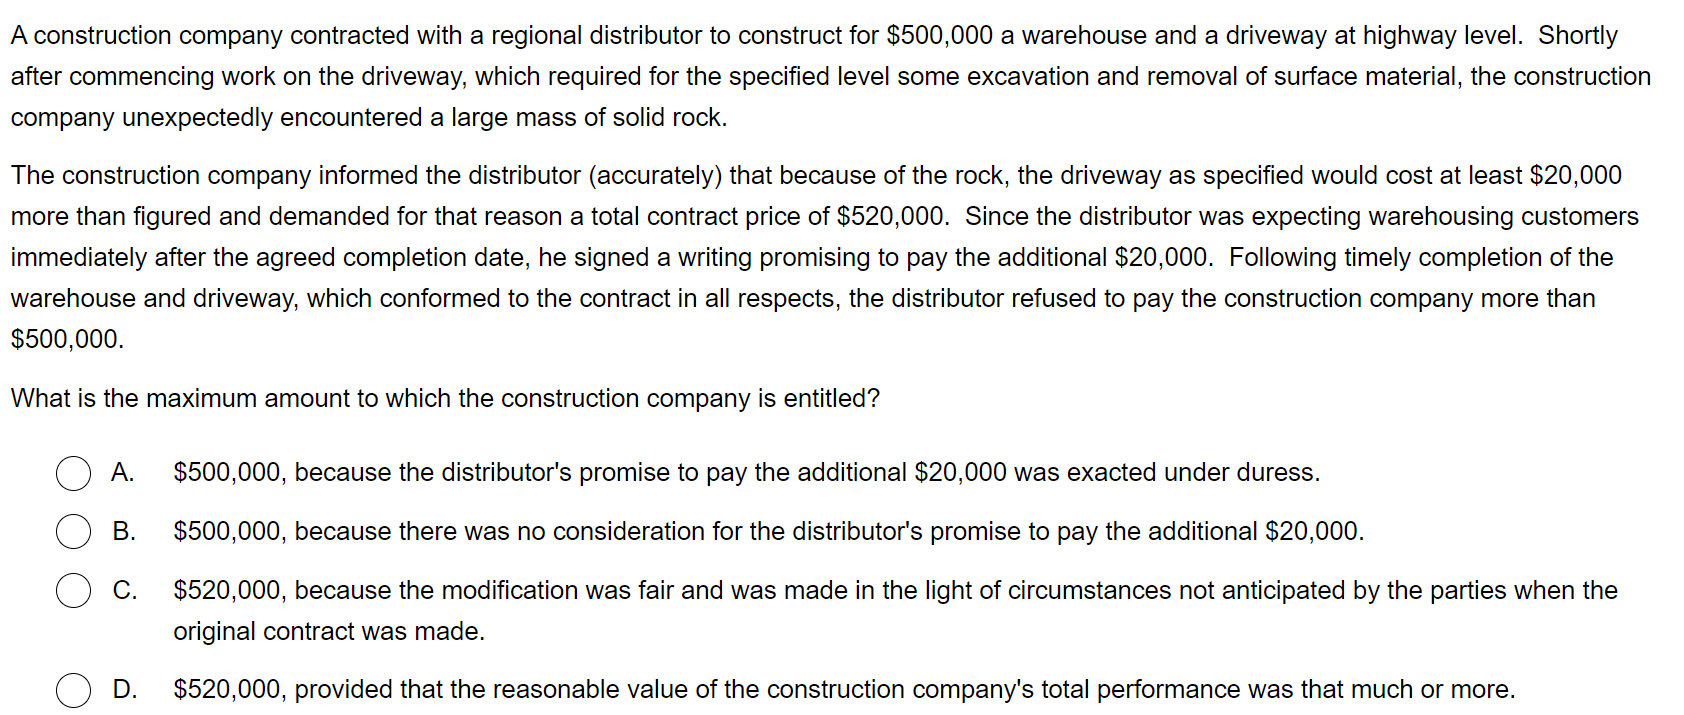 A construction company contracted with a regional distributor to construct for $500,000 a warehouse and a driveway at highway level.  Shortly
after commencing work on the driveway, which required for the specified level some excavation and removal of surface material, the construction
company unexpectedly encountered a large mass of solid rock.
The construction company informed the distributor (accurately) that because of the rock, the driveway as specified would cost at least $20,000
more than figured and demanded for that reason a total contract price of $520,000.  Since the distributor was expecting warehousing customers
immediately after the agreed completion date, he signed a writing promising to pay the additional $20,000.  Following timely completion of the
warehouse and driveway, which conformed to the contract in all respects, the distributor refused to pay the construction company more than
$500,000.
What is the maximum amount to which the construction company is entitled?
A. $500,000, because the distributor's promise to pay the additional $20,000 was exacted under duress.
B. $500,000, because there was no consideration for the distributor's promise to pay the additional $20,000.
C. $520,000, because the modification was fair and was made in the light of circumstances not anticipated by the parties when the
original contract was made.
D. $520,000, provided that the reasonable value of the construction company's total performance was that much or more.